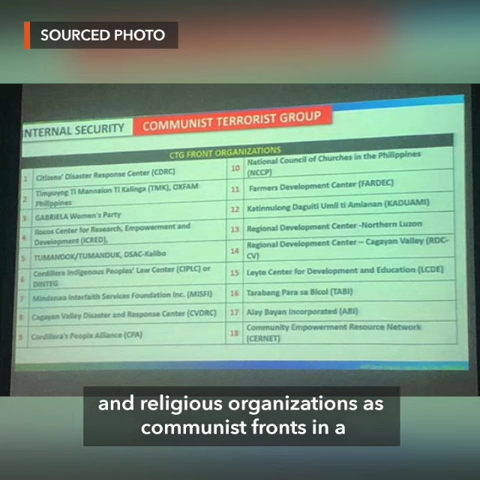 SOURCED PHOTO
NTERNAL SECURITY
COMMUNIST TERRORIST GROUP
CTG FRONT ORGANIZATIONS
1 Citizens' Disaster Response Center (CDRC)
2 Timpuyog Ti Mannalon Ti Kalinga (TMK), OXFAM
Philippines
3 GABRIELA Women's Party
4 Ilocos Center for Research, Empowerment and
Development (ICRED),
5 TUMANDOK/TUMANDUK, DSAC-Kalibo
6 Cordillera Indigenous Peoples' Law Center (CIPLC) or
DINTEG
7 Mindanao Interfaith Services Foundation Inc. (MISFI)
8 Cagayan Valley Disaster and Response Center (CVDRC)
9 Cordillera's People Alliance (CPA)
10 National Council of Churches in the Philippines
(NCCP)
11 Farmers Development Center (FARDEC)
12 Katinnulong Daguiti Umili ti Amianan (KADUAMI)
13 Regional Development Center -Northern Luzon
14 Regional Development Center – Cagayan Valley (RDC-
CV)
15 Leyte Center for Development and Education (LCDE)
16 Tarabang Para sa Bicol (TABI)
17 Alay Bayan Incorporated (ABI)
18 Community Empowerment Resource Network
(CERNET)
and religious organizations as
communist fronts in a